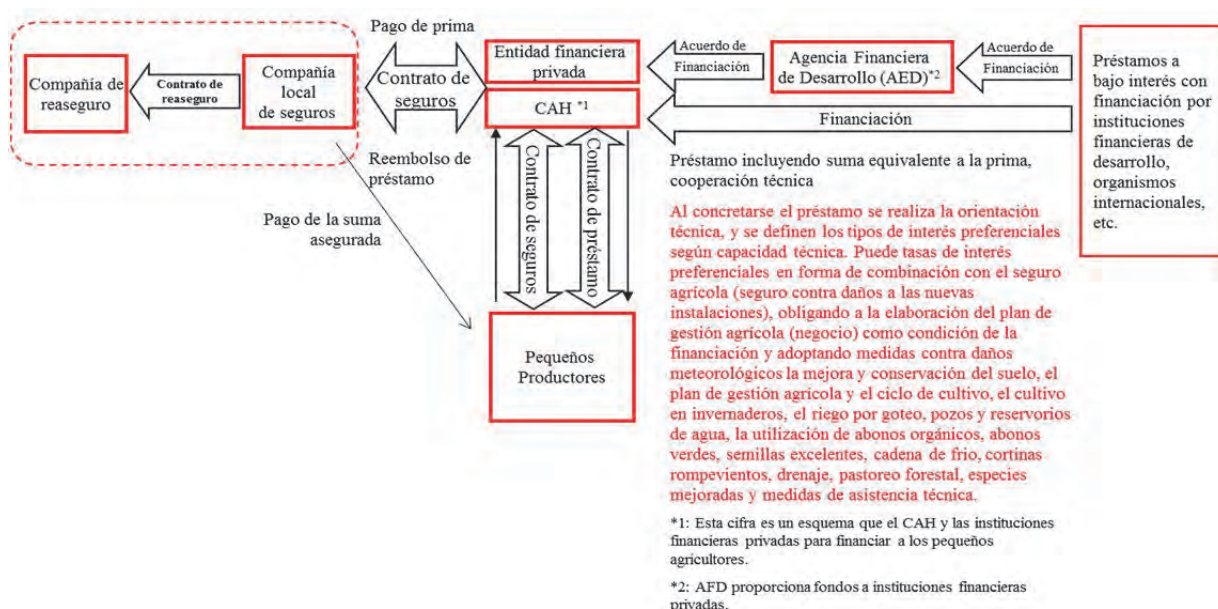 Pago de prima
Compañía de
reaseguro
Contrato de
reaseguro
Compañía
local
de seguros
Contrato de
seguros
Entidad financiera
privada
CAH *1
Acuerdo de
Financiación
Agencia Financiera
de Desarrollo (AED)*2
Acuerdo de
Financiación
Financiación
Préstamos a
bajo interés con
financiación por
instituciones
financieras de
desarrollo,
organismos
internacionales,
etc.
Reembolso de
préstamo
Pago de la suma
asegurada
Contrato de seguros
Contrato de préstamo
Pequeños
Productores
Préstamo incluyendo suma equivalente a la prima,
cooperación técnica
Al concretarse el préstamo se realiza la orientación
técnica, y se definen los tipos de interés preferenciales
según capacidad técnica. Puede tasas de interés
preferenciales en forma de combinación con el seguro
agrícola (seguro contra daños a las nuevas
instalaciones), obligando a la elaboración del plan de
gestión agrícola (negocio) como condición de la
financiación y adoptando medidas contra daños
meteorológicos la mejora y conservación del suelo, el
plan de gestión agrícola y el ciclo de cultivo, el cultivo
en invernaderos, el riego por goteo, pozos y reservorios
de agua, la utilización de abonos orgánicos, abonos
verdes, semillas excelentes, cadena de frio, cortinas
rompevientos, drenaje, pastoreo forestal, especies
mejoradas y medidas de asistencia técnica.
*1: Esta cifra es un esquema que el CAH y las instituciones
financieras privadas para financiar a los pequeños
agricultores.
*2: AFD proporciona fondos a instituciones financieras
privadas.